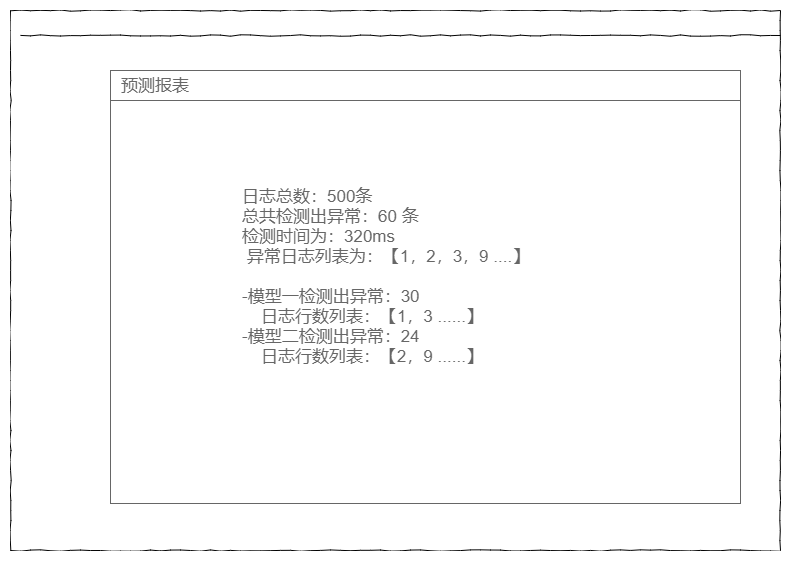 预测报表
日志总数：500条
总共检测出异常：60 条
检测时间为：320ms
异常日志列表为：【1，2，3，9 ....】
-模型一检测出异常：30
日志行数列表：【1，3 ......】
-模型二检测出异常：24
日志行数列表：【2，9 ......】